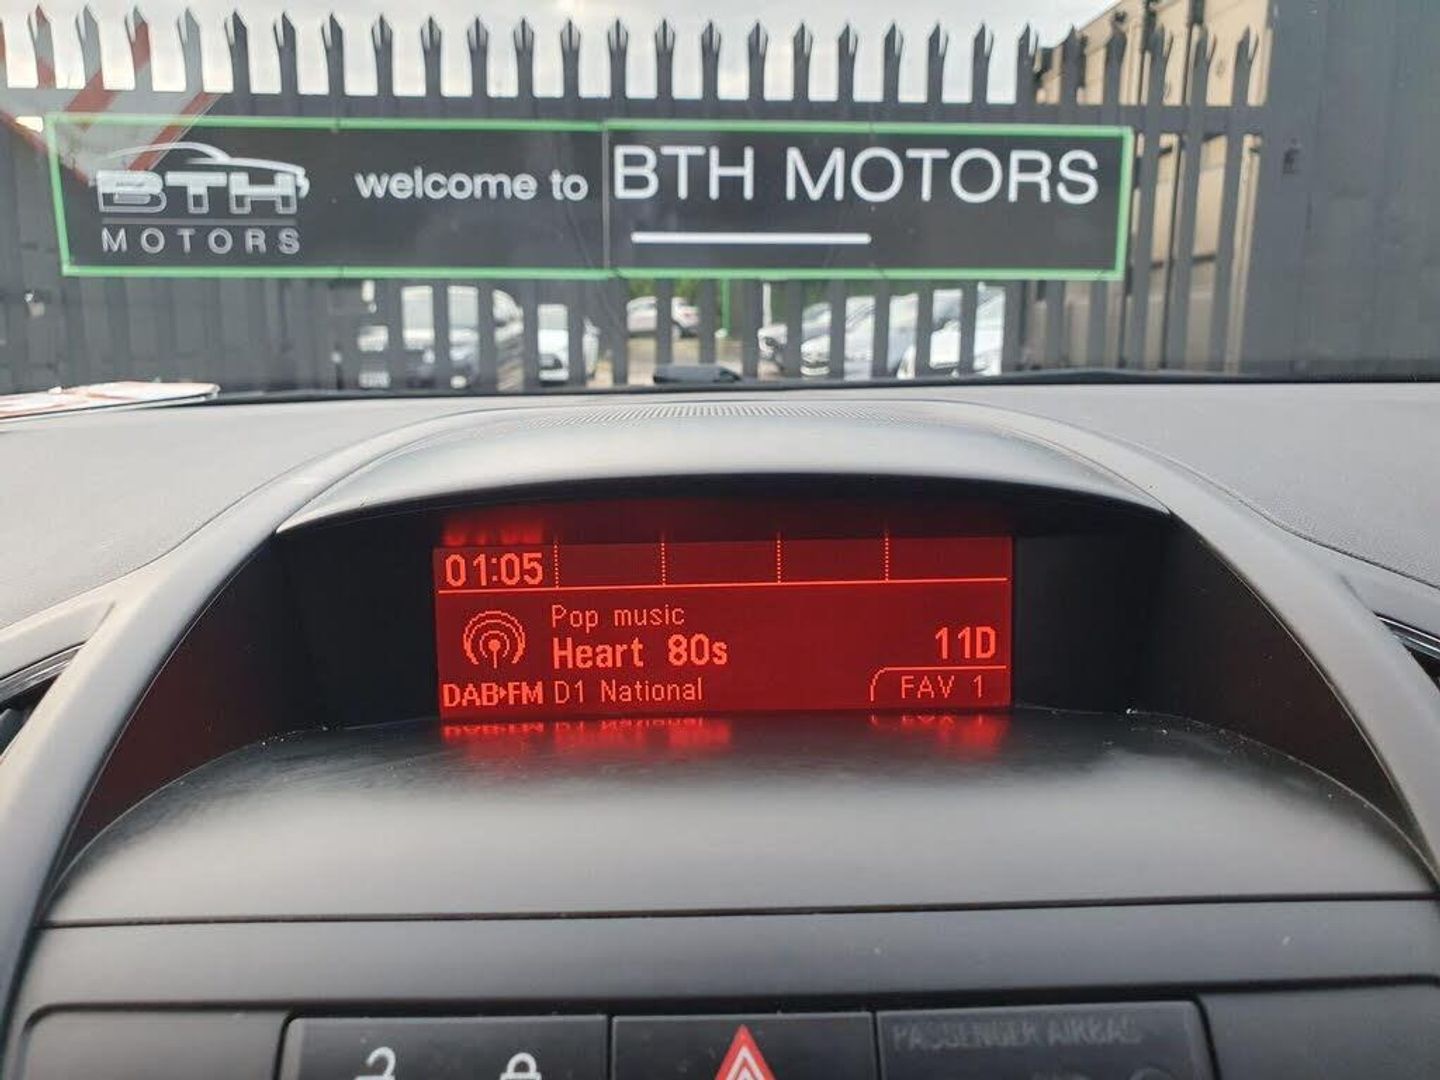 BTH
MOTORS
welcome to
BTH MOTORS
01:05
Pop music
Heart 80s
11D
DAB▸FM D1 National
FAV 1
PASSENGER AIRBAG